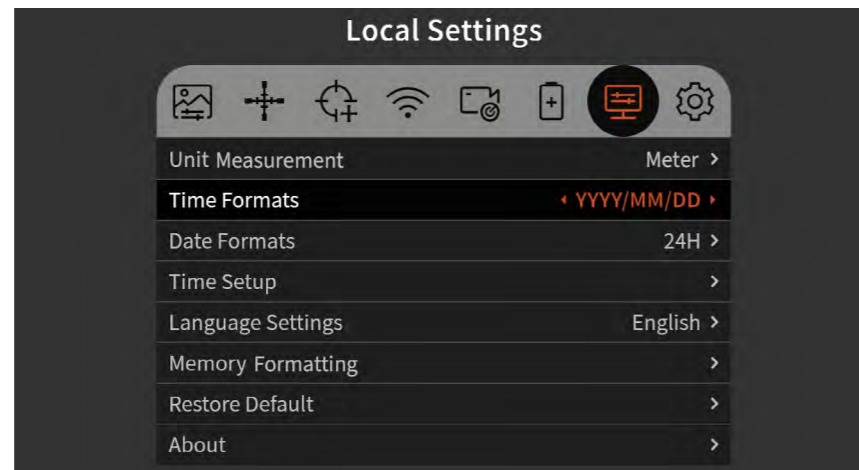 Local Settings
Unit Measurement Meter >
Time Formats YYYY/MM/DD
Date Formats 24H >
Time Setup >
Language Settings English >
Memory Formatting >
Restore Default >
About >